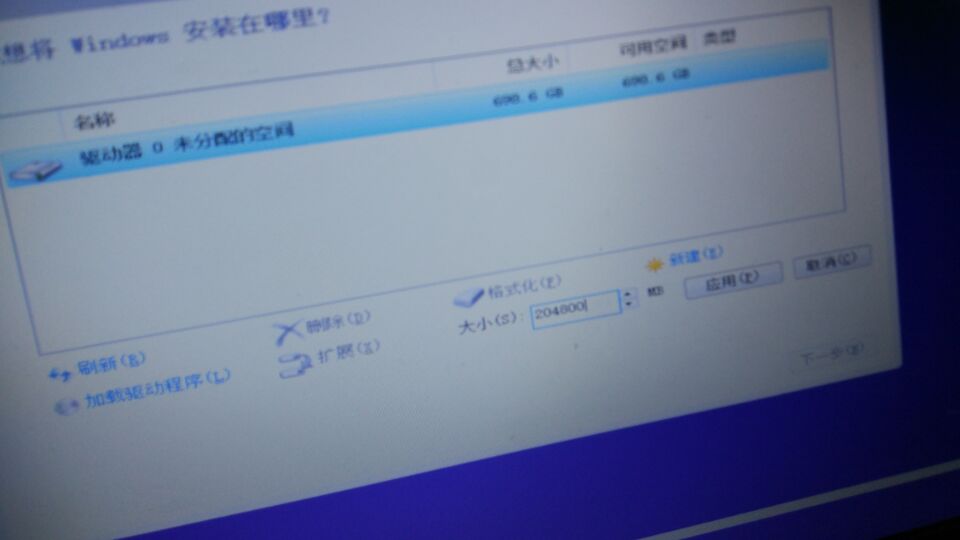 想将 Windows 安装在哪里?
名称 总大小 可用空间 类型
驱动器 0 未分配的空间 698.6 GB 698.6 GB
刷新(R) 删除(D) 格式化(F) 新建(E)
加载驱动程序(L) 扩展(X) 大小(S): 204800 MB 应用(P) 取消(C)
下一步(N)